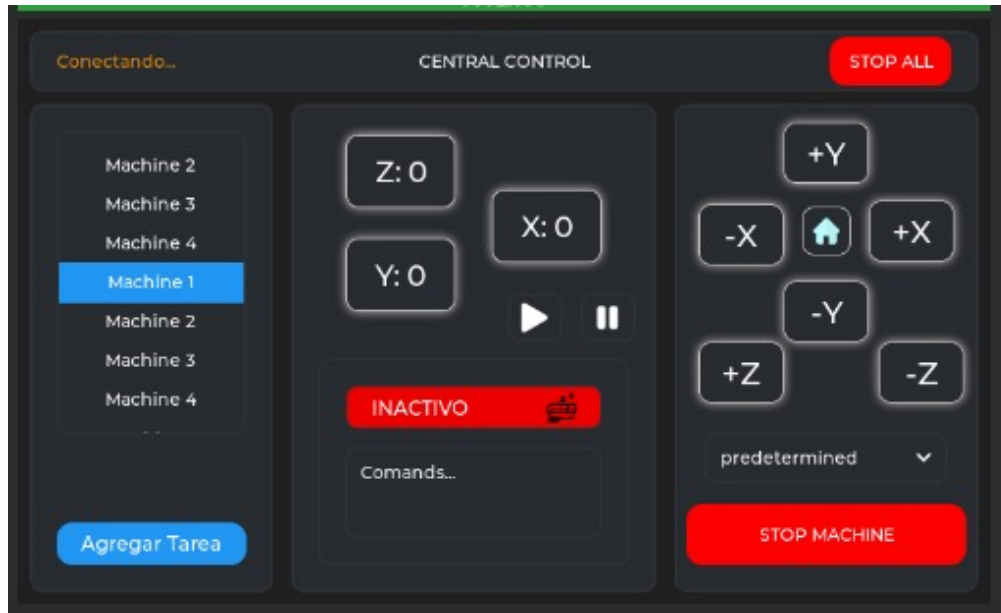 Conectando...
CENTRAL CONTROL
STOP ALL
Machine 2
Machine 3
Machine 4
Machine 1
Machine 2
Machine 3
Machine 4
Agregar Tarea
Z: 0
X: 0
Y: 0
INACTIVO
Comands...
+Y
-X
+X
-Y
+Z
-Z
predetermined
STOP MACHINE